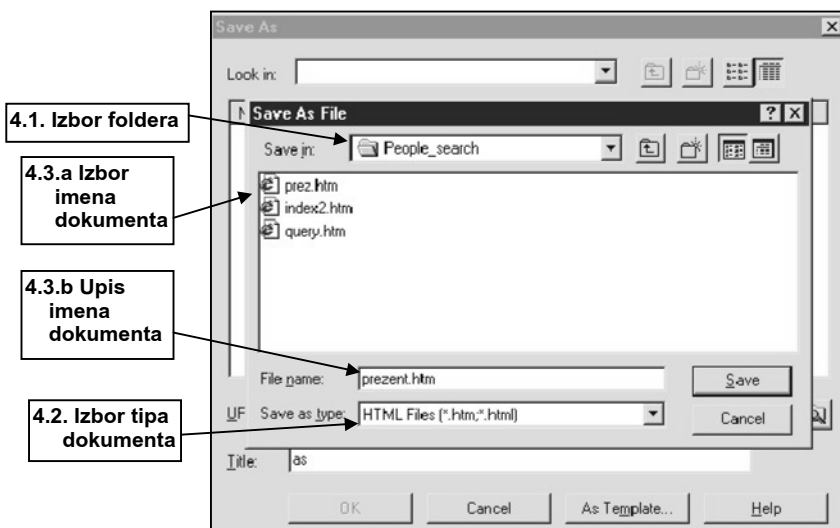 Save As
Look in:
Save As File
4.1. Izbor foldera
Save in: People_search
4.3.a Izbor
imena
dokumenta
prez.htm
index2.htm
query.htm
4.3.b Upis
imena
dokumenta
File name: prezent.htm
Save
4.2. Izbor tipa
dokumenta
UF
Save as type: HTML Files (*.htm;*.html)
Cancel
Title: as
OK Cancel As Template... Help